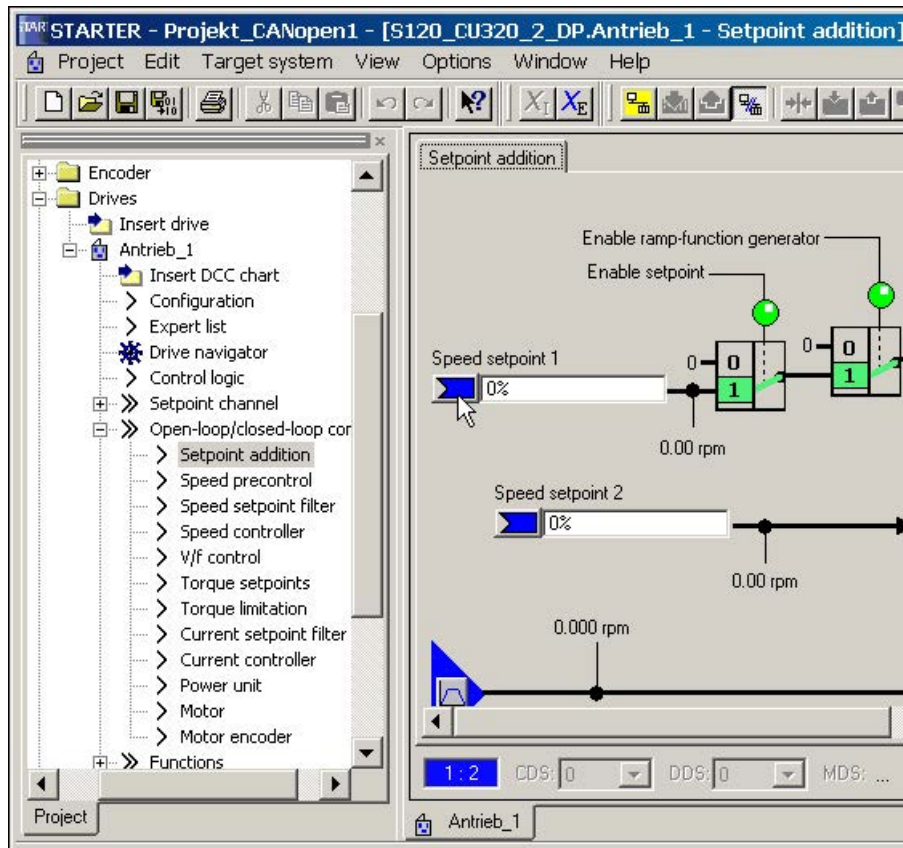 STARTER - Projekt_CANopen1 - [S120_CU320_2_DP.Antrieb_1 - Setpoint addition]
Project Edit Target system View Options Window Help
Encoder
Drives
Insert drive
Antrieb_1
Insert DCC chart
Configuration
Expert list
Drive navigator
Control logic
Setpoint channel
Open-loop/closed-loop cor
Setpoint addition
Speed precontrol
Speed setpoint filter
Speed controller
V/f control
Torque setpoints
Torque limitation
Current setpoint filter
Current controller
Power unit
Motor
Motor encoder
Functions
Project
Setpoint addition
Enable ramp-function generator
Enable setpoint
Speed setpoint 1
0%
0
0
1
0
0
1
0.00 rpm
Speed setpoint 2
0%
0.00 rpm
0.000 rpm
1 : 2 CDS: 0 DDS: 0 MDS: ...
Antrieb_1